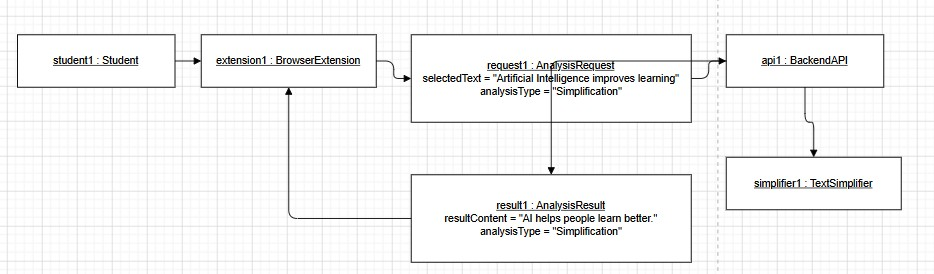 student1 : Student
extension1 : BrowserExtension
request1 : AnalysisRequest
selectedText = "Artificial Intelligence improves learning"
analysisType = "Simplification"
api1 : BackendAPI
simplifier1 : TextSimplifier
result1 : AnalysisResult
resultContent = "AI helps people learn better."
analysisType = "Simplification"